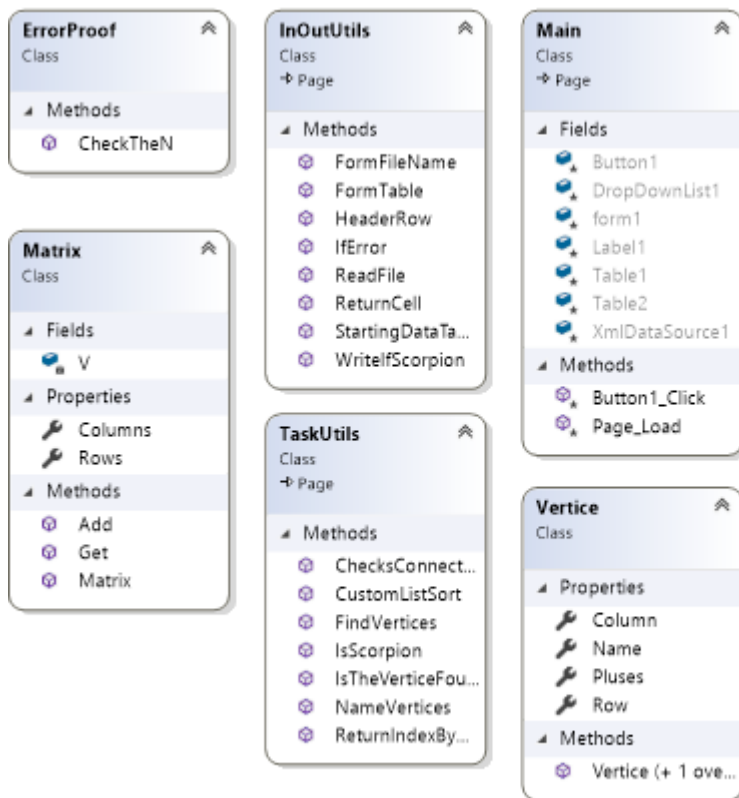 ErrorProof
Class
Methods
CheckTheN
Matrix
Class
Fields
V
Properties
Columns
Rows
Methods
Add
Get
Matrix
InOutUtils
Class
Page
Methods
FormFileName
FormTable
HeaderRow
IfError
ReadFile
ReturnCell
StartingDataTa...
WriteIfScorpion
TaskUtils
Class
Page
Methods
ChecksConnect...
CustomListSort
FindVertices
IsScorpion
IsTheVerticeFou...
NameVertices
ReturnIndexBy...
Main
Class
Page
Fields
Button1
DropDownList1
form1
Label1
Table1
Table2
XmlDataSource1
Methods
Button1_Click
Page_Load
Vertice
Class
Properties
Column
Name
Pluses
Row
Methods
Vertice (+ 1 ove...